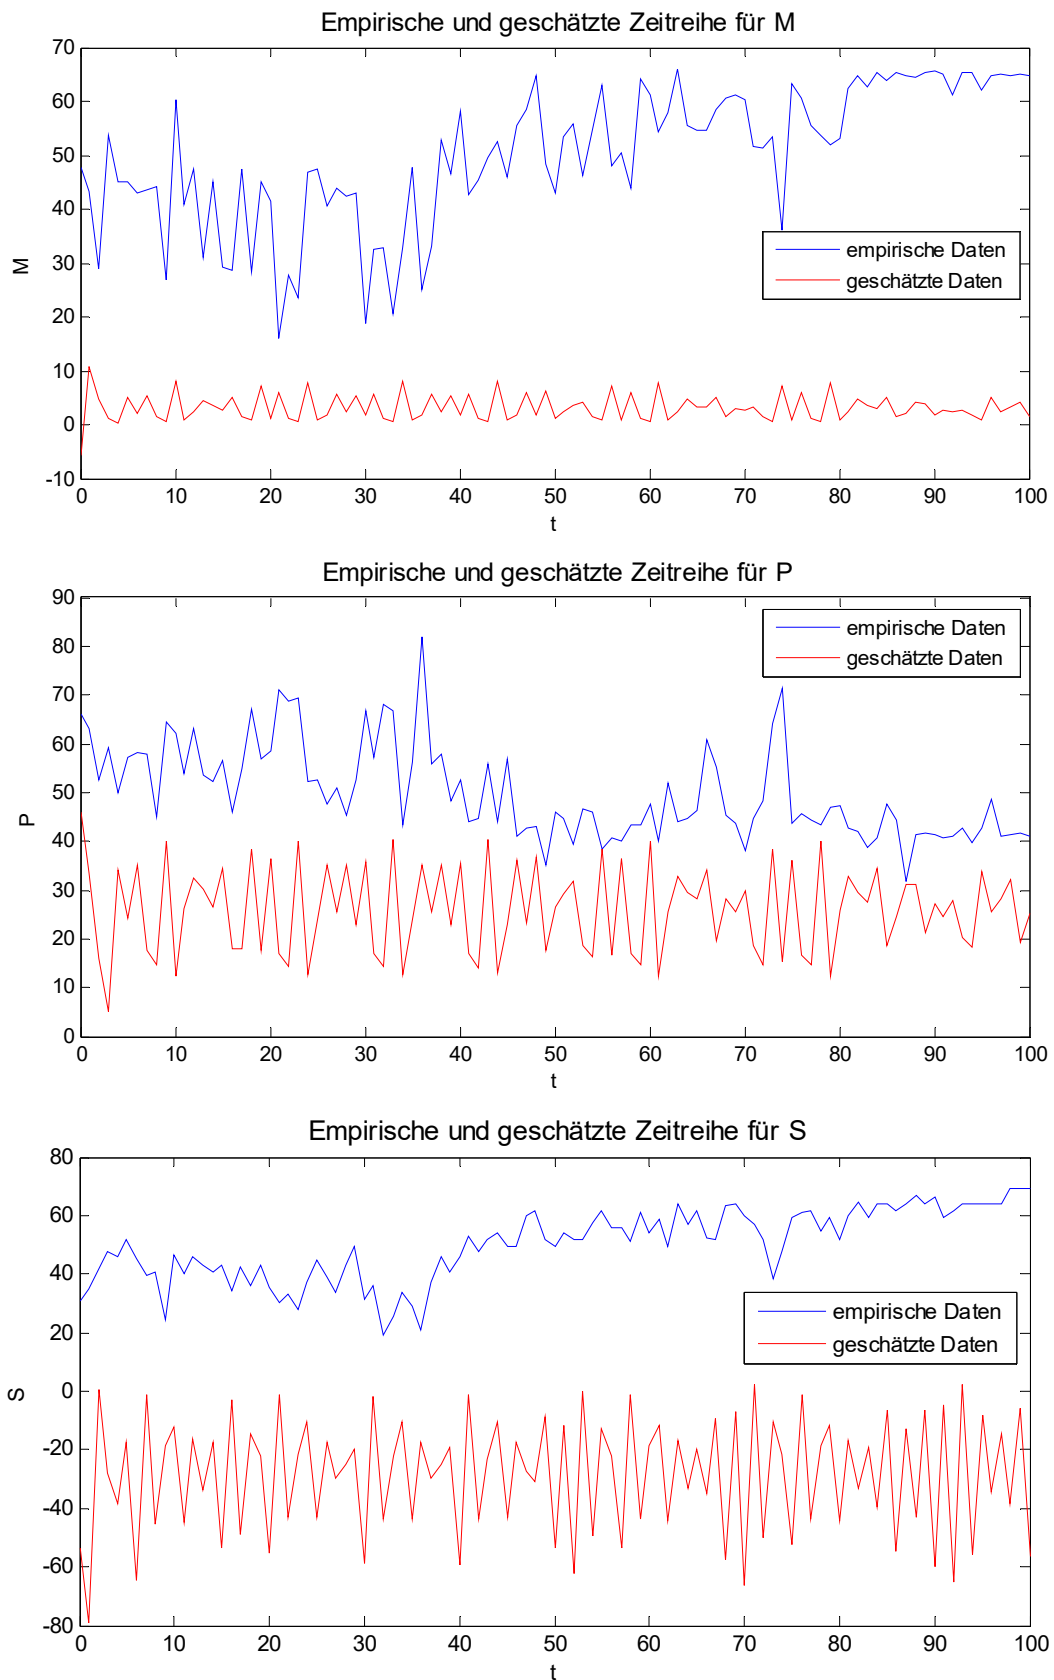 Empirische und geschätzte Zeitreihe für M
70
60
50
40
30
20
10
0
-10
M
empirische Daten
geschätzte Daten
0 10 20 30 40 50 60 70 80 90 100
t
Empirische und geschätzte Zeitreihe für P
90
80
70
60
50
40
30
20
10
0
P
empirische Daten
geschätzte Daten
0 10 20 30 40 50 60 70 80 90 100
t
Empirische und geschätzte Zeitreihe für S
80
60
40
20
0
-20
-40
-60
-80
S
empirische Daten
geschätzte Daten
0 10 20 30 40 50 60 70 80 90 100
t